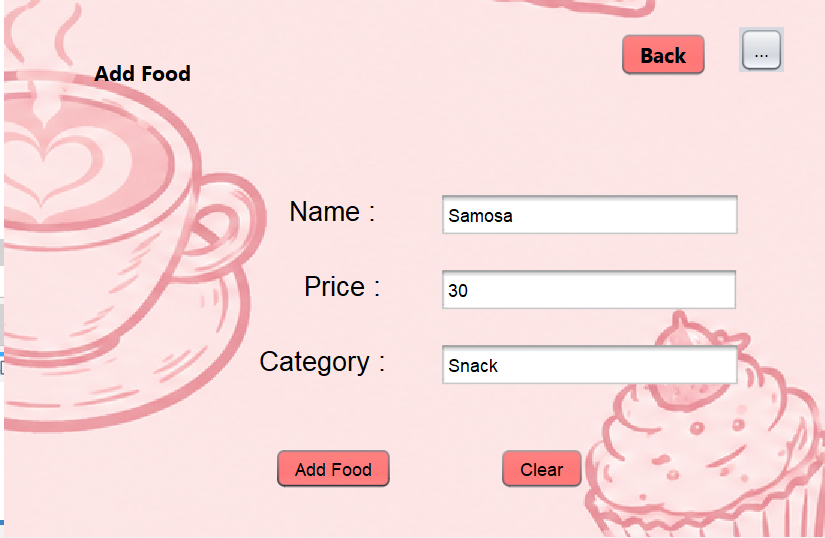 Back
...
Add Food
Name :
Samosa
Price :
30
Category :
Snack
Add Food
Clear